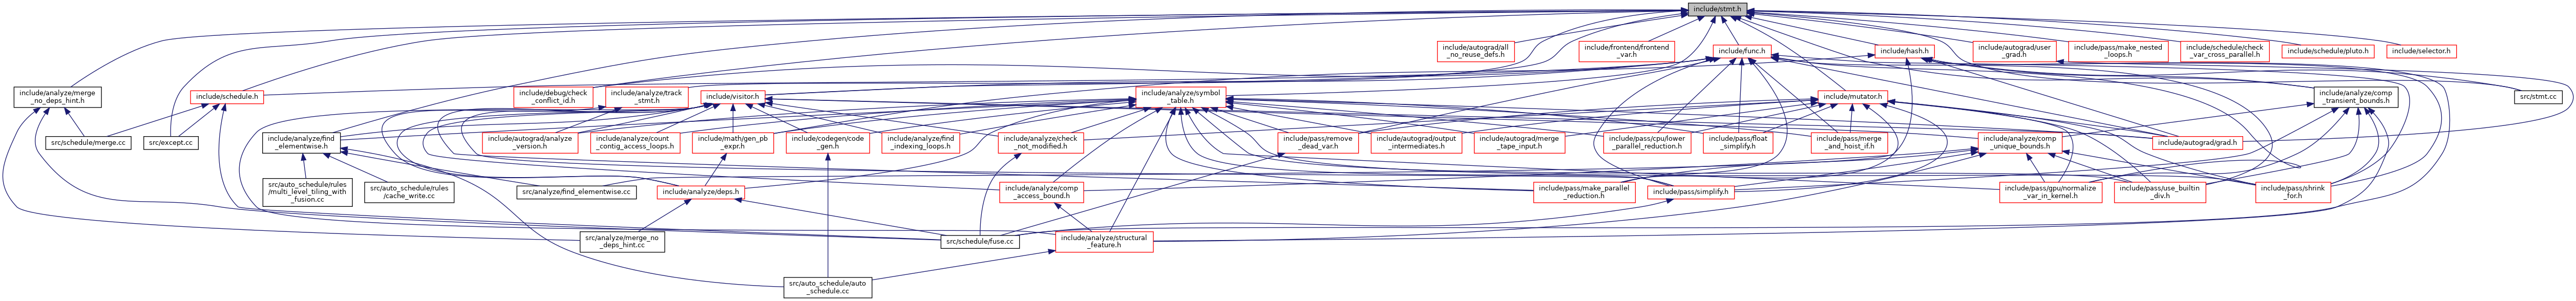 include/stmt.h
include/autograd/all
_no_reuse_defs.h
include/frontend/frontend
_var.h
include/func.h
include/hash.h
include/autograd/user
_grad.h
include/pass/make_nested
_loops.h
include/schedule/check
_var_cross_parallel.h
include/schedule/pluto.h
include/selector.h
include/analyze/merge
_no_deps_hint.h
include/schedule.h
include/debug/check
_conflict_id.h
include/analyze/track
_stmt.h
include/visitor.h
include/analyze/symbol
_table.h
include/mutator.h
include/analyze/comp
_transient_bounds.h
src/stmt.cc
src/schedule/merge.cc
src/except.cc
include/analyze/find
_elementwise.h
include/autograd/analyze
_version.h
include/analyze/count
_contig_access_loops.h
include/math/gen_pb
_expr.h
include/codegen/code
_gen.h
include/analyze/find
_indexing_loops.h
include/analyze/check
_not_modified.h
include/pass/remove
_dead_var.h
include/autograd/output
_intermediates.h
include/autograd/merge
_tape_input.h
include/pass/cpu/lower
_parallel_reduction.h
include/pass/float
_simplify.h
include/pass/merge
_and_hoist_if.h
include/analyze/comp
_unique_bounds.h
include/autograd/grad.h
src/auto_schedule/rules
/multi_level_tiling_with
_fusion.cc
src/auto_schedule/rules
/cache_write.cc
src/analyze/find_elementwise.cc
include/analyze/deps.h
include/analyze/comp
_access_bound.h
include/pass/make_parallel
_reduction.h
include/pass/simplify.h
include/pass/gpu/normalize
_var_in_kernel.h
include/pass/use_builtin
_div.h
include/pass/shrink
_for.h
src/analyze/merge_no
_deps_hint.cc
src/schedule/fuse.cc
include/analyze/structural
_feature.h
src/auto_schedule/auto
_schedule.cc